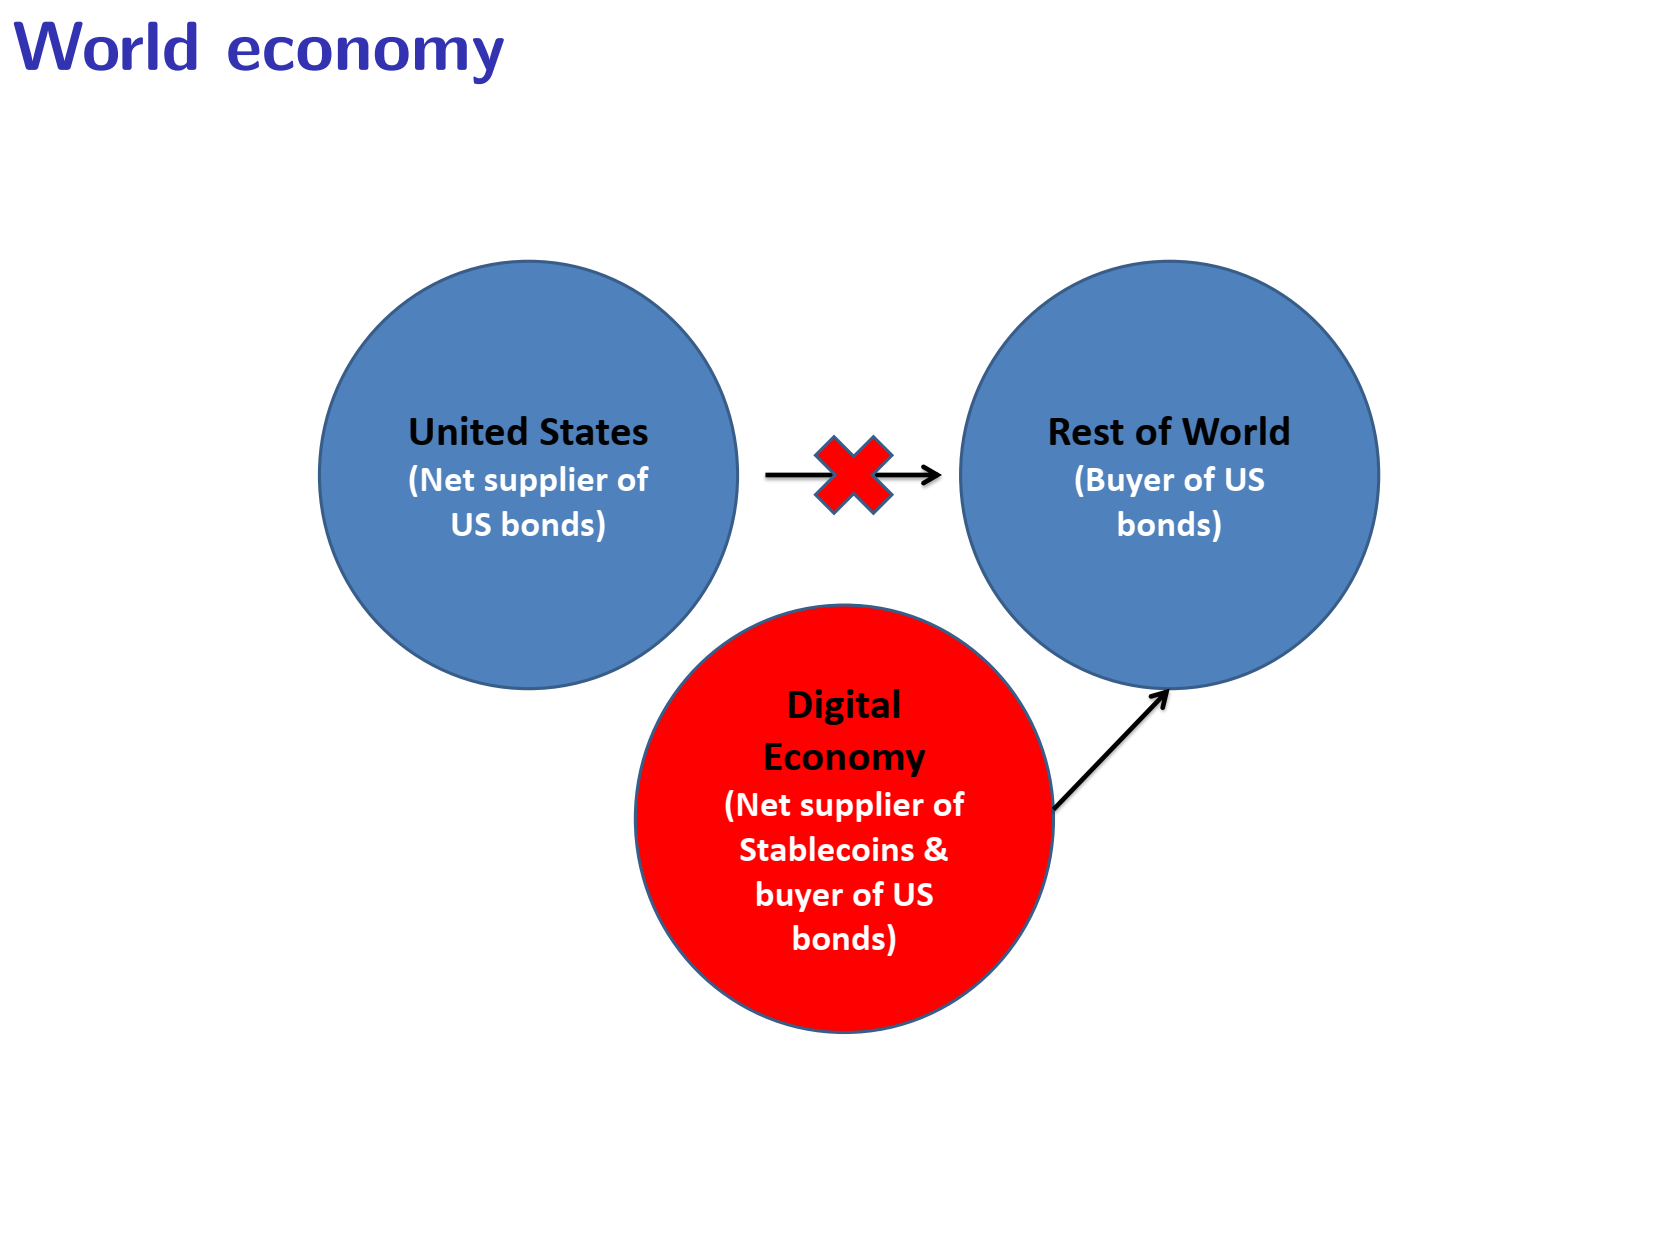 World economy
United States
(Net supplier of
US bonds)
Rest of World
(Buyer of US
bonds)
Digital
Economy
(Net supplier of
Stablecoins &
buyer of US
bonds)